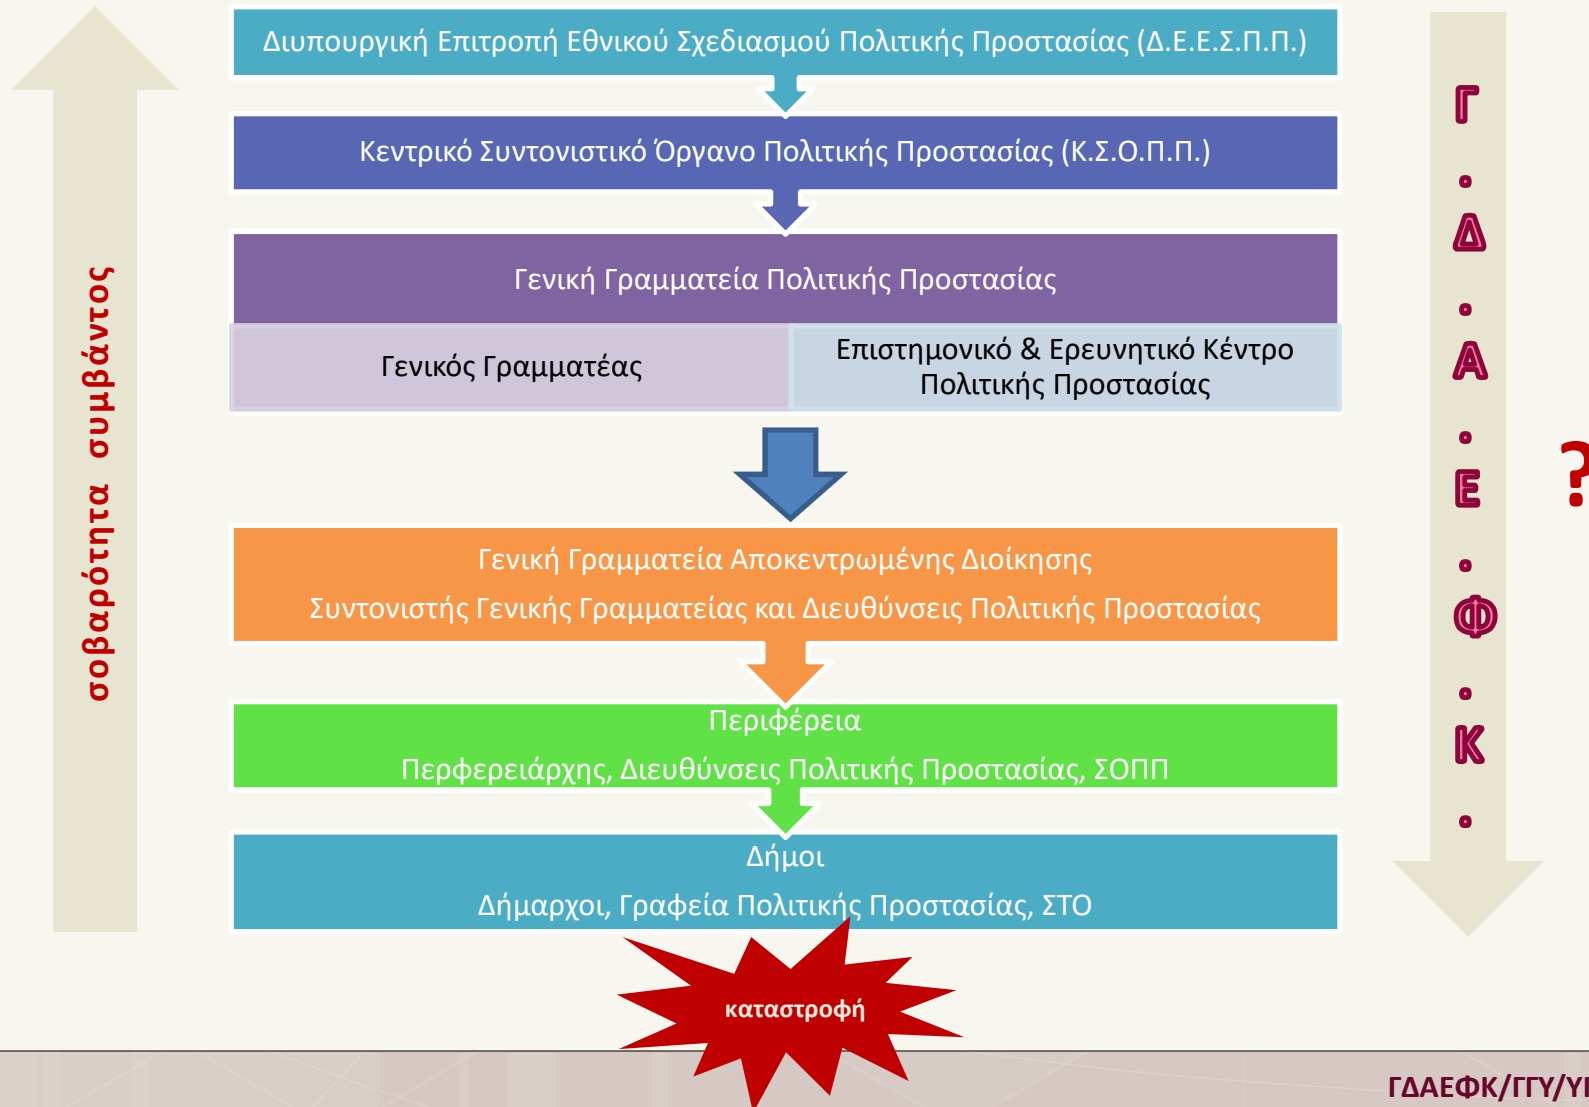 Διυπουργική Επιτροπή Εθνικού Σχεδιασμού Πολιτικής Προστασίας (Δ.Ε.Ε.Σ.Π.Π.)
Κεντρικό Συντονιστικό Όργανο Πολιτικής Προστασίας (Κ.Σ.Ο.Π.Π.)
Γενική Γραμματεία Πολιτικής Προστασίας
Γενικός Γραμματέας
Επιστημονικό & Ερευνητικό Κέντρο
Πολιτικής Προστασίας
Γενική Γραμματεία Αποκεντρωμένης Διοίκησης
Συντονιστής Γενικής Γραμματείας και Διευθύνσεις Πολιτικής Προστασίας
Περιφέρεια
Περφερειάρχης, Διευθύνσεις Πολιτικής Προστασίας, ΣΟΠΠ
Δήμοι
Δήμαρχοι, Γραφεία Πολιτικής Προστασίας, ΣΤΟ
καταστροφή
σοβαρότητα συμβάντος
Γ.Δ.Α.Ε.Φ.Κ.
?
ΓΔΑΕΦΚ/ΓΓΥ/